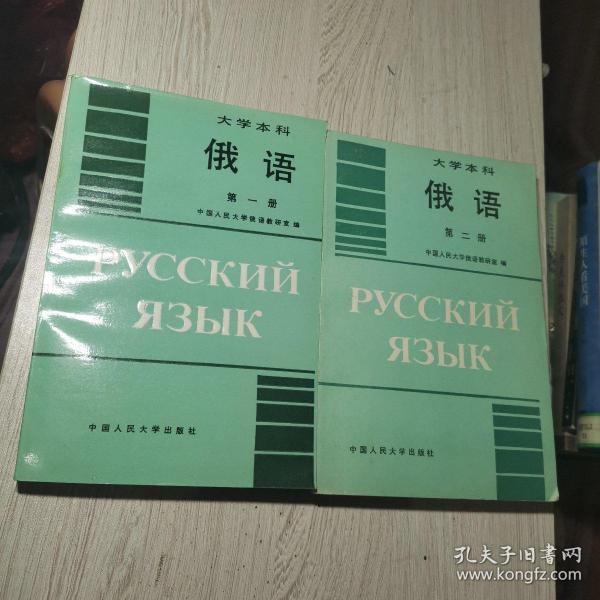 大学本科
俄语
第一册
中国人民大学俄语教研室 编
РУССКИЙ
ЯЗЫК
中国人民大学出版社
大学本科
俄语
第二册
中国人民大学俄语教研室 编
РУССКИЙ
ЯЗЫК
中国人民大学出版社
孔夫子旧书网
www.kongfz.com